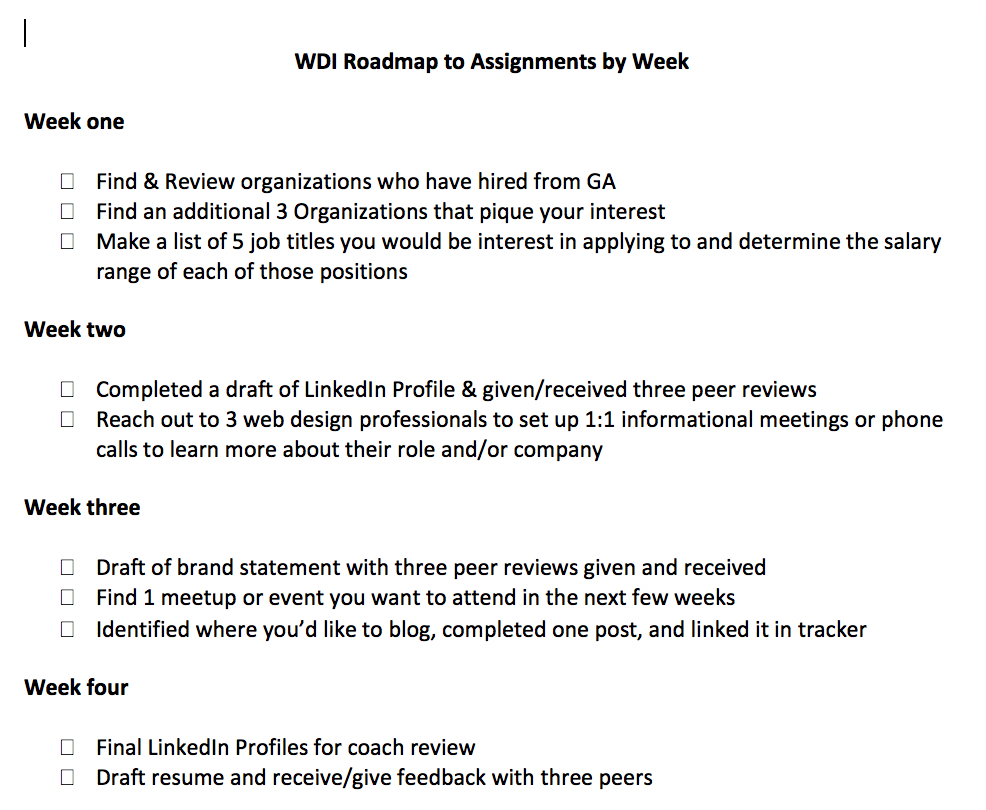 WDI Roadmap to Assignments by Week
Week one
Find & Review organizations who have hired from GA
Find an additional 3 Organizations that pique your interest
Make a list of 5 job titles you would be interest in applying to and determine the salary
range of each of those positions
Week two
Completed a draft of LinkedIn Profile & given/received three peer reviews
Reach out to 3 web design professionals to set up 1:1 informational meetings or phone
calls to learn more about their role and/or company
Week three
Draft of brand statement with three peer reviews given and received
Find 1 meetup or event you want to attend in the next few weeks
Identified where you’d like to blog, completed one post, and linked it in tracker
Week four
Final LinkedIn Profiles for coach review
Draft resume and receive/give feedback with three peers